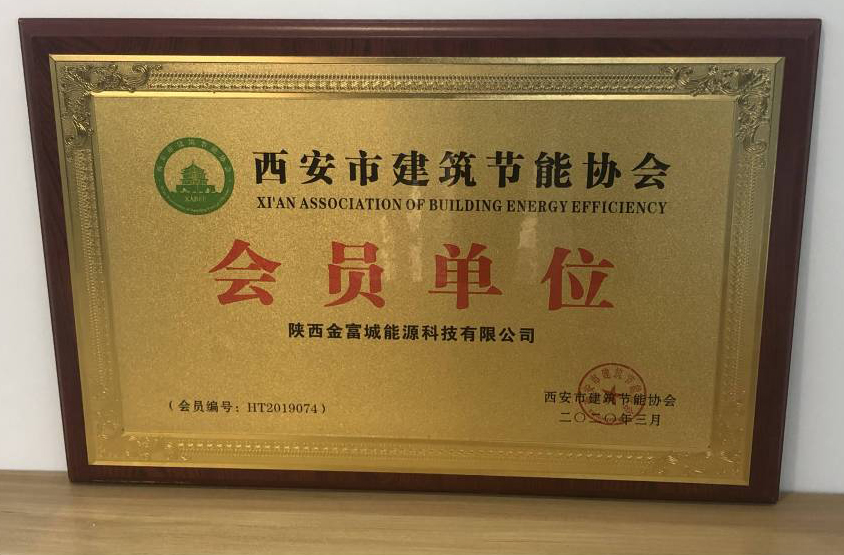 西安市建筑节能协会
XI'AN ASSOCIATION OF BUILDING ENERGY EFFICIENCY
会员单位
陕西金富城能源科技有限公司
（会员编号：HT2019074）
西安市建筑节能协会
二〇二〇年三月